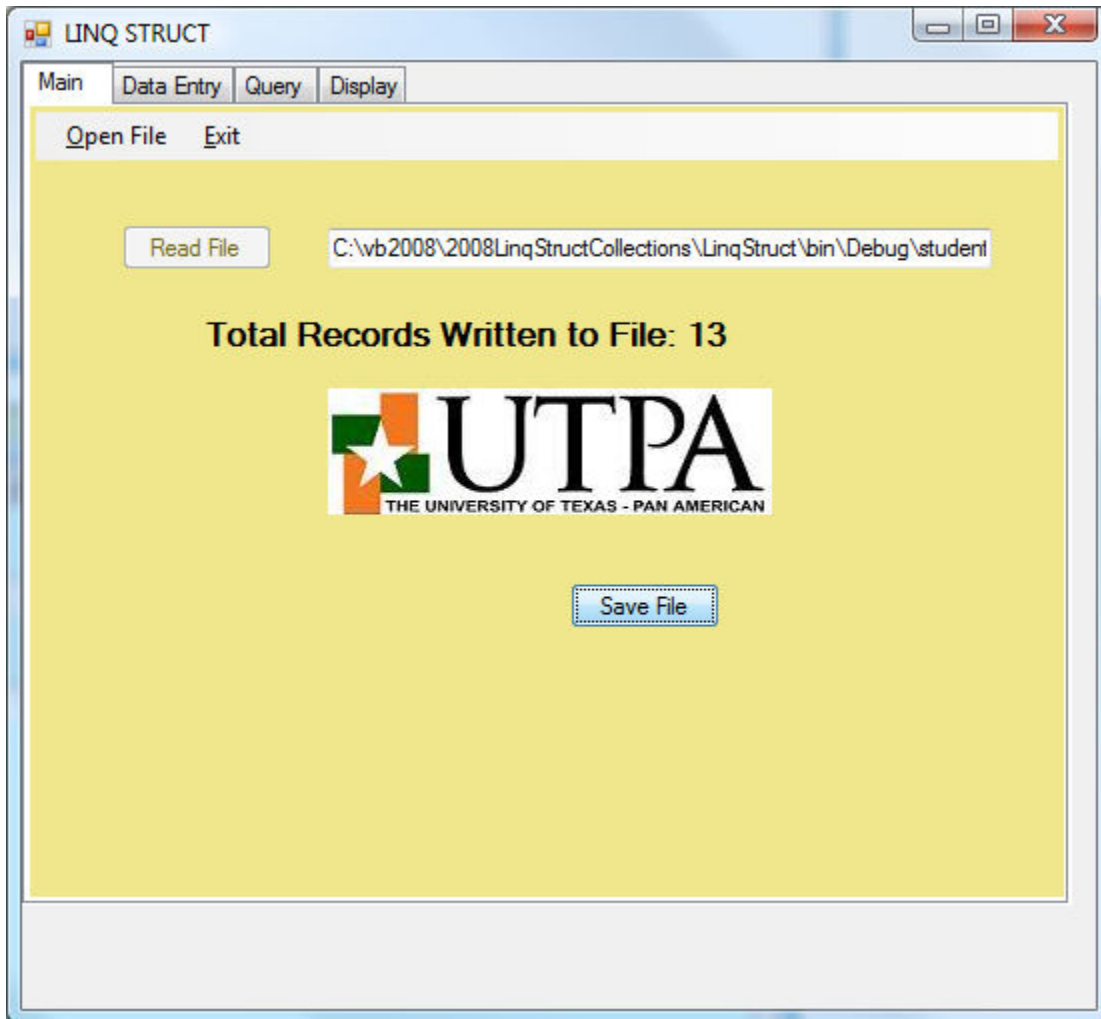 LINQ STRUCT
Main Data Entry Query Display
Open File Exit
Read File C:\vb2008\2008LinqStructCollections\LinqStruct\bin\Debug\student
Total Records Written to File: 13
UTPA
THE UNIVERSITY OF TEXAS - PAN AMERICAN
Save File